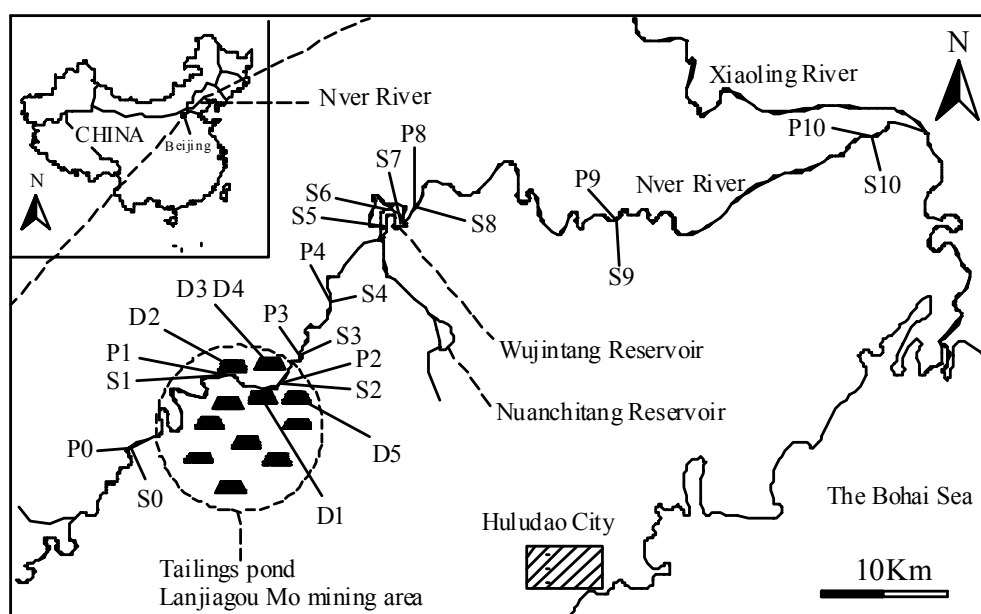 N
Xiaoling River
Nver River
CHINA
Beijing
N
P8
P10
S7
S6
S5
S8
P9
Nver River
S10
P4
S9
D3 D4
S4
D2
P3
S3
P1
P2
S1
S2
Wujintang Reservoir
Nuanchitang Reservoir
P0
D5
S0
D1
The Bohai Sea
Huludao City
Tailings pond
Lanjiagou Mo mining area
10Km